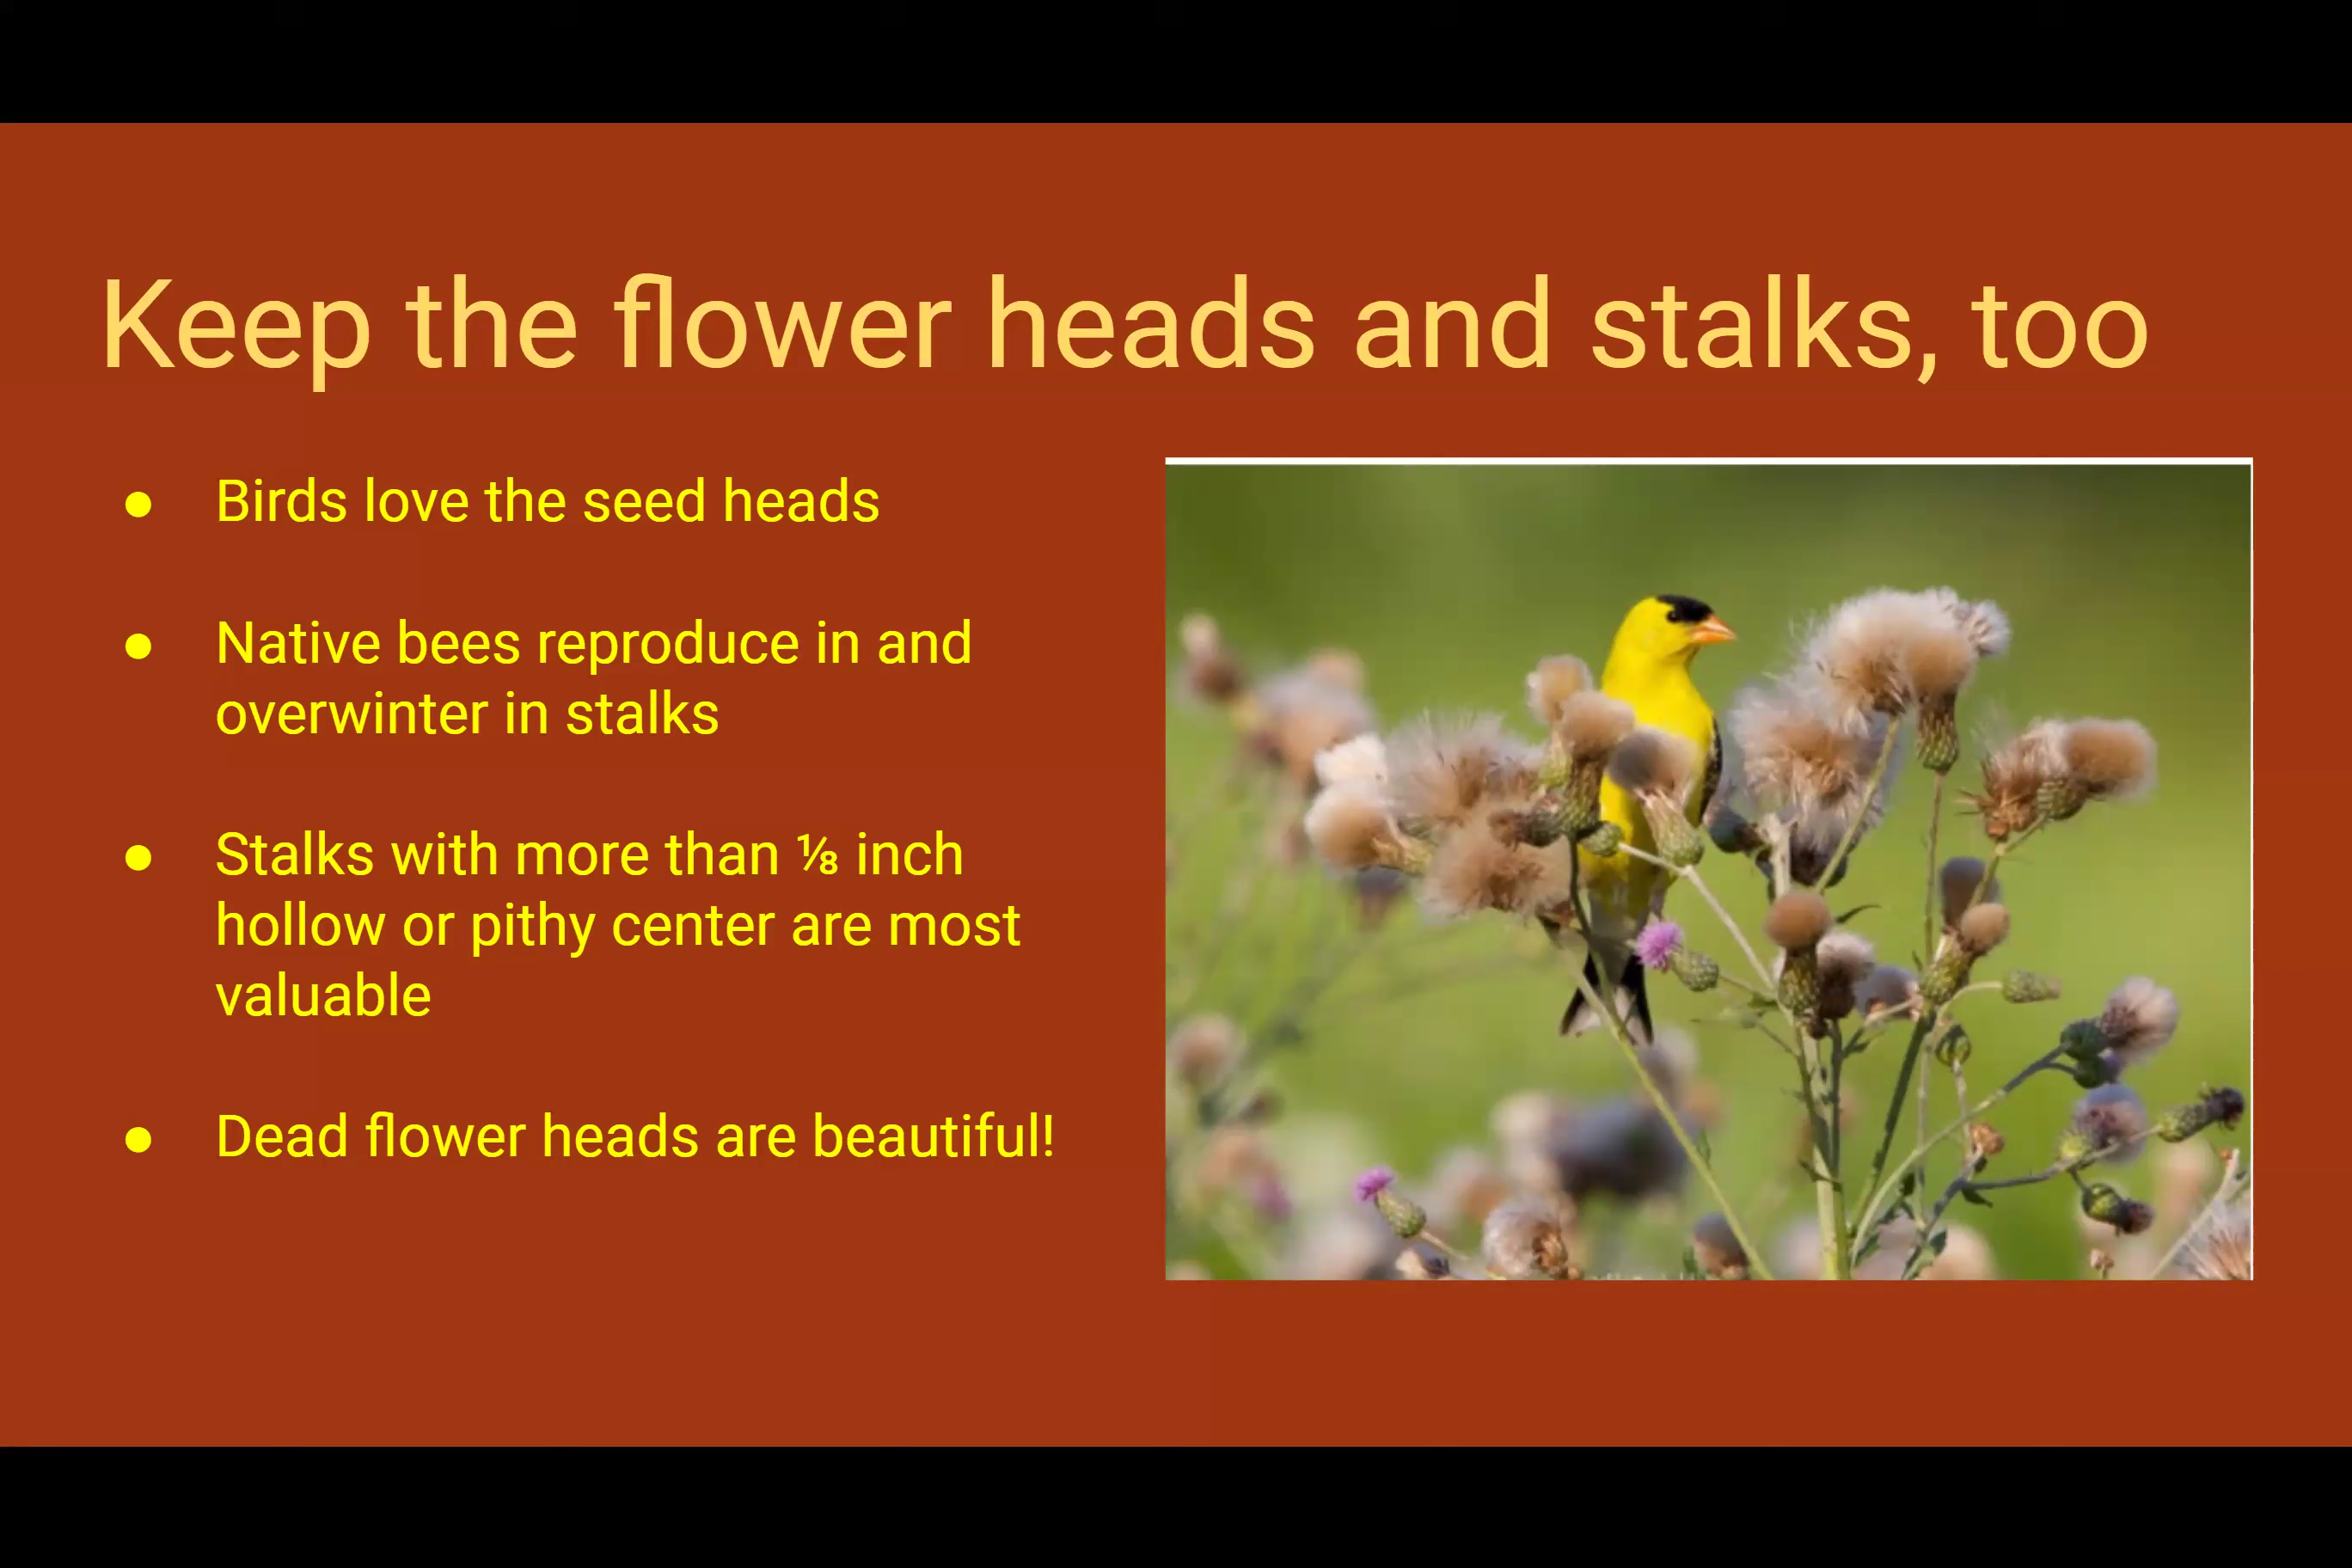 Keep the flower heads and stalks, too
● Birds love the seed heads
● Native bees reproduce in and
overwinter in stalks
● Stalks with more than ⅛ inch
hollow or pithy center are most
valuable
● Dead flower heads are beautiful!